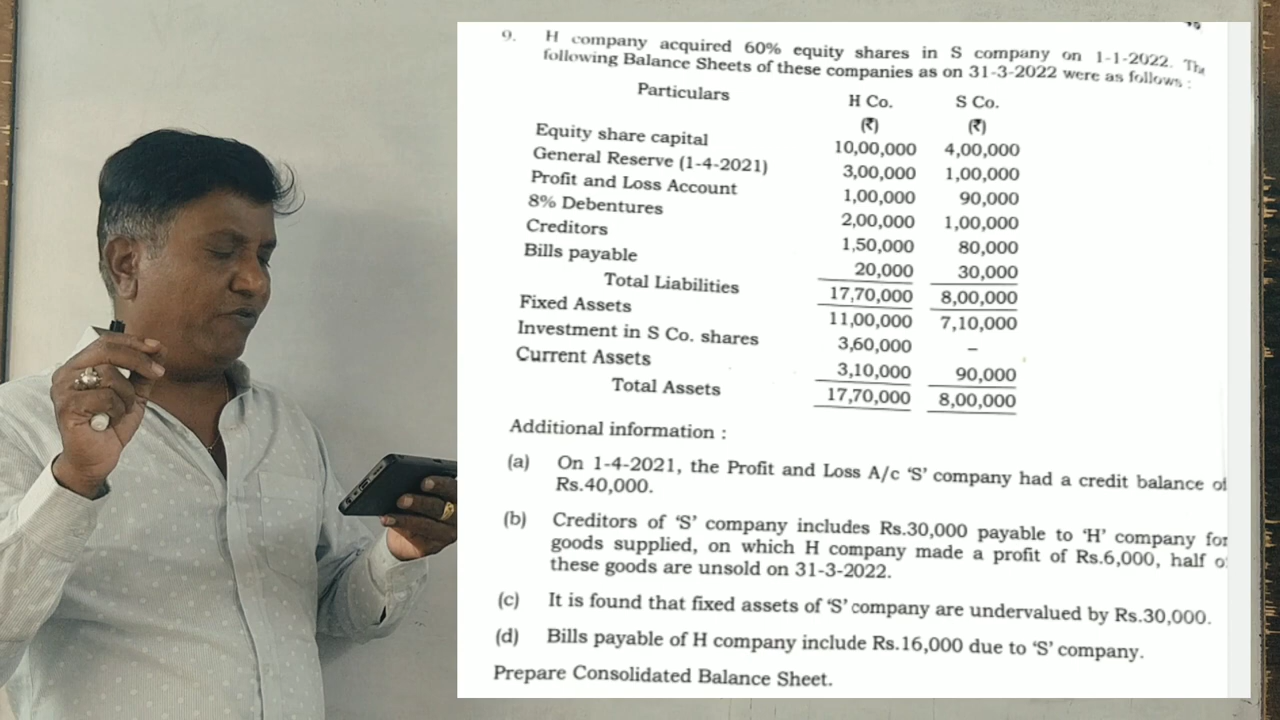 9. H company acquired 60% equity shares in S company on 1-1-2022. The
following Balance Sheets of these companies as on 31-3-2022 were as follows :
Particulars H Co. S Co.
(₹) (₹)
Equity share capital 10,00,000 4,00,000
General Reserve (1-4-2021) 3,00,000 1,00,000
Profit and Loss Account 1,00,000 90,000
8% Debentures 2,00,000 1,00,000
Creditors 1,50,000 80,000
Bills payable 20,000 30,000
Total Liabilities 17,70,000 8,00,000
Fixed Assets 11,00,000 7,10,000
Investment in S Co. shares 3,60,000 –
Current Assets 3,10,000 90,000
Total Assets 17,70,000 8,00,000
Additional information :
(a) On 1-4-2021, the Profit and Loss A/c 'S' company had a credit balance of
Rs.40,000.
(b) Creditors of 'S' company includes Rs.30,000 payable to 'H' company for
goods supplied, on which H company made a profit of Rs.6,000, half o
these goods are unsold on 31-3-2022.
(c) It is found that fixed assets of 'S' company are undervalued by Rs.30,000.
(d) Bills payable of H company include Rs.16,000 due to 'S' company.
Prepare Consolidated Balance Sheet.